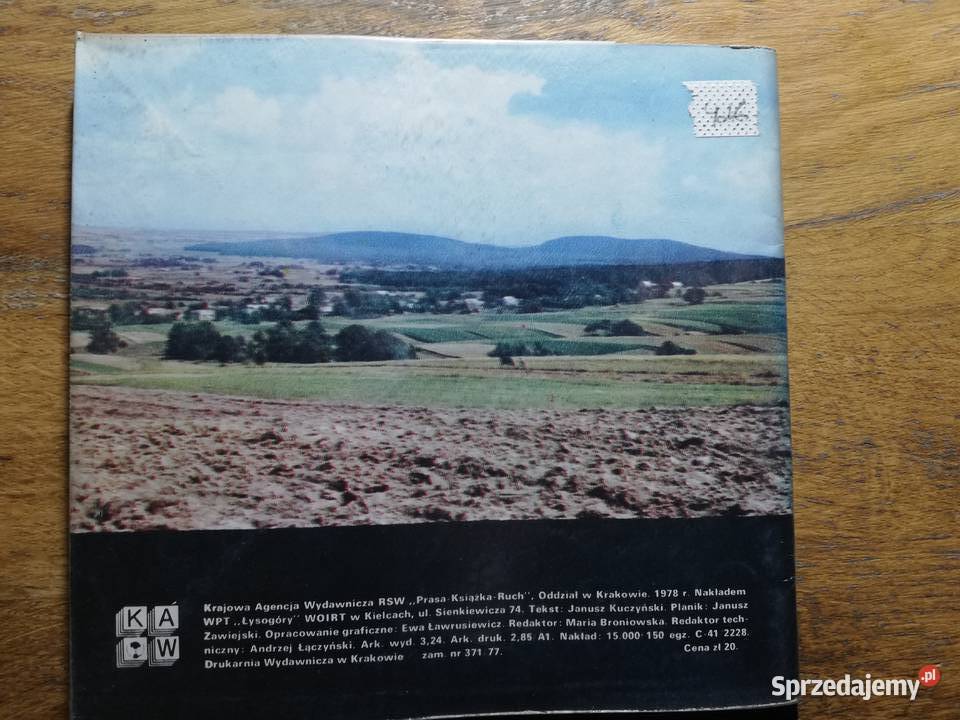 K A
W
Krajowa Agencja Wydawnicza RSW „Prasa-Książka-Ruch", Oddział w Krakowie. 1978 r. Nakładem
WPT „Łysogóry" WOIRT w Kielcach, ul. Sienkiewicza 74. Tekst: Janusz Kuczyński. Planik: Janusz
Zawiejski. Opracowanie graficzne: Ewa Ławrusiewicz. Redaktor: Maria Broniowska. Redaktor tech-
niczny: Andrzej Łączyński. Ark. wyd. 3,24. Ark. druk. 2,85 A1. Nakład: 15.000+150 egz. C-41 2228.
Drukarnia Wydawnicza w Krakowie zam. nr 371 77. Cena zł 20.
Sprzedajemy.pl